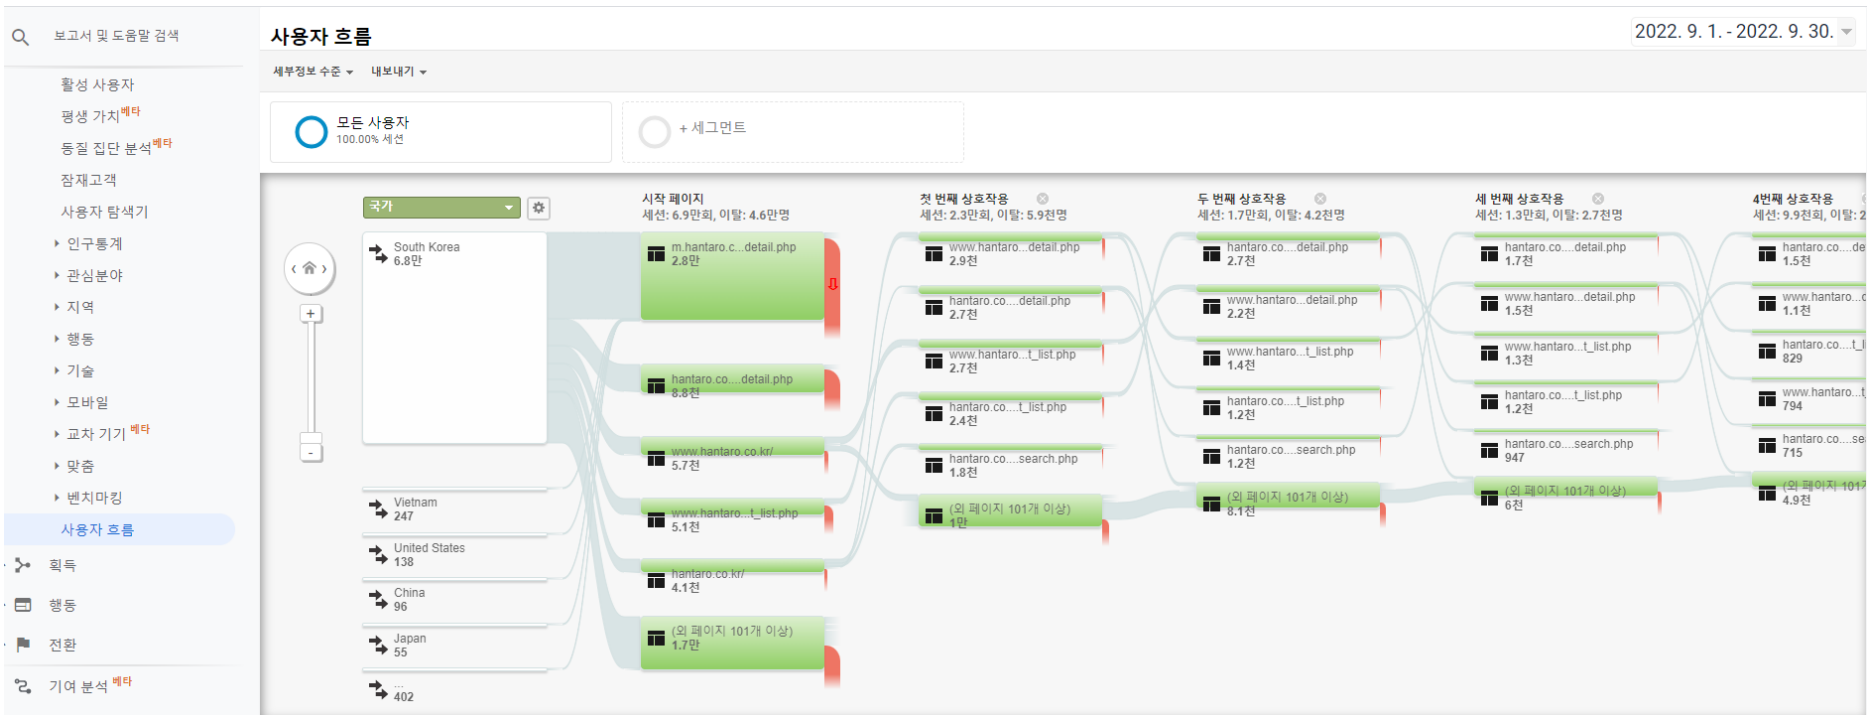 보고서 및 도움말 검색
활성 사용자
평생 가치베타
동질 집단 분석베타
잠재고객
사용자 탐색기
인구통계
관심분야
지역
행동
기술
모바일
교차 기기 베타
맞춤
벤치마킹
사용자 흐름
획득
행동
전환
기여 분석 베타
사용자 흐름
2022. 9. 1. - 2022. 9. 30.
세부정보 수준
내보내기
모든 사용자
100.00% 세션
+ 세그먼트
국가
South Korea
6.8만
Vietnam
247
United States
138
China
96
Japan
55
...
402
시작 페이지
세션: 6.9만회, 이탈: 4.6만명
m.hantaro.c...detail.php
2.8만
hantaro.co....detail.php
8.8천
www.hantaro.co.kr/
5.7천
www.hantaro...t_list.php
5.1천
hantaro.co.kr/
4.1천
(외 페이지 101개 이상)
1.7만
첫 번째 상호작용
세션: 2.3만회, 이탈: 5.9천명
www.hantaro...detail.php
2.9천
hantaro.co....detail.php
2.7천
www.hantaro...t_list.php
2.7천
hantaro.co....t_list.php
2.4천
hantaro.co....search.php
1.8천
(외 페이지 101개 이상)
1만
두 번째 상호작용
세션: 1.7만회, 이탈: 4.2천명
hantaro.co....detail.php
2.7천
www.hantaro...detail.php
2.2천
www.hantaro...t_list.php
1.4천
hantaro.co....t_list.php
1.2천
hantaro.co....search.php
1.2천
(외 페이지 101개 이상)
8.1천
세 번째 상호작용
세션: 1.3만회, 이탈: 2.7천명
hantaro.co....detail.php
1.7천
www.hantaro...detail.php
1.5천
www.hantaro...t_list.php
1.3천
hantaro.co....t_list.php
1.2천
hantaro.co....search.php
947
(외 페이지 101개 이상)
6천
4번째 상호작용
세션: 9.9천회, 이탈: 2
hantaro.co....de
1.5천
www.hantaro...d
1.1천
hantaro.co....t_l
829
www.hantaro...t
794
hantaro.co....se
715
(외 페이지 101
4.9천